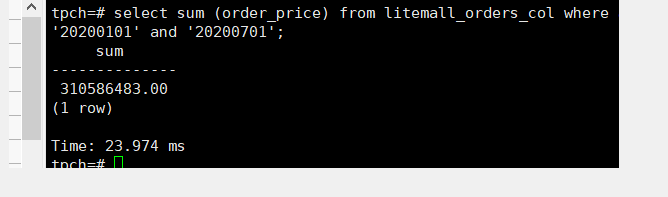 tpch=# select sum (order_price) from litemall_orders_col where
'20200101' and '20200701';
sum
--------------
310586483.00
(1 row)
Time: 23.974 ms
tpch=#